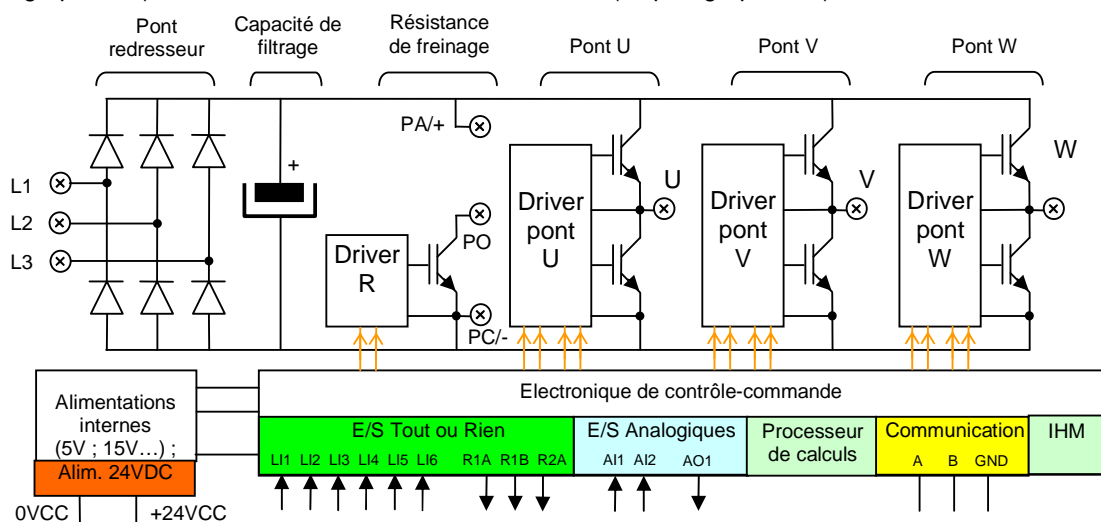 Pont
redresseur
Capacité de
filtrage
Résistance
de freinage
Pont U
Pont V
Pont W
PA/+
+
L1
L2
L3
PO
PC/-
Driver
R
Driver
pont
U
U
Driver
pont
V
V
Driver
pont
W
W
Electronique de contrôle-commande
Alimentations
internes
(5V ; 15V…) ;
Alim. 24VDC
0VCC
+24VCC
E/S Tout ou Rien
LI1 LI2 LI3 LI4 LI5 LI6 R1A R1B R2A
E/S Analogiques
AI1 AI2 AO1
Processeur
de calculs
Communication
A B GND
IHM